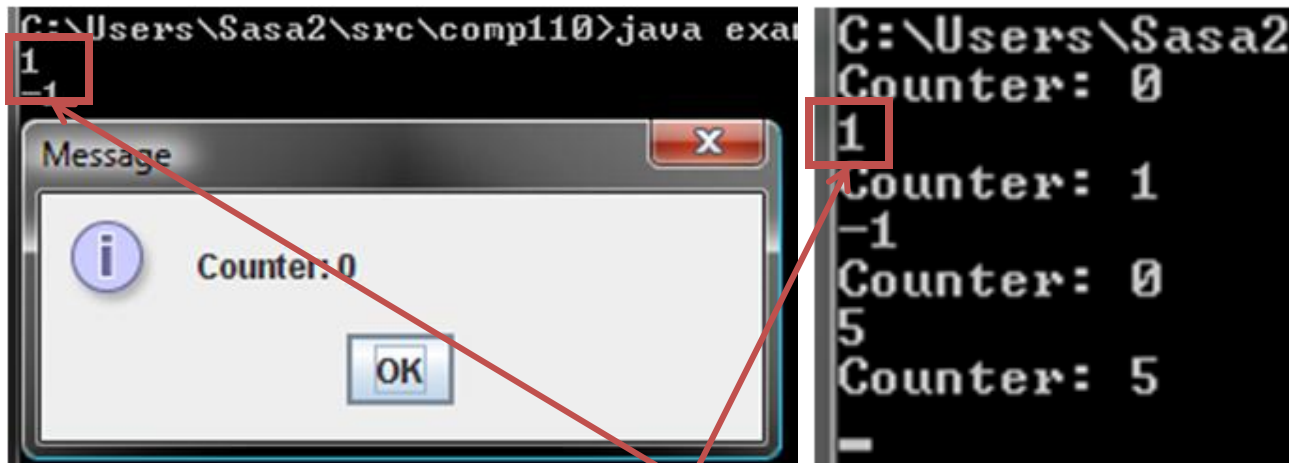 C:\Users\Sasa2\src\comp110>java
1
-1
Message
x
i
Counter: 0
OK
C:\Users\Sasa2
Counter: 0
1
Counter: 1
-1
Counter: 0
5
Counter: 5